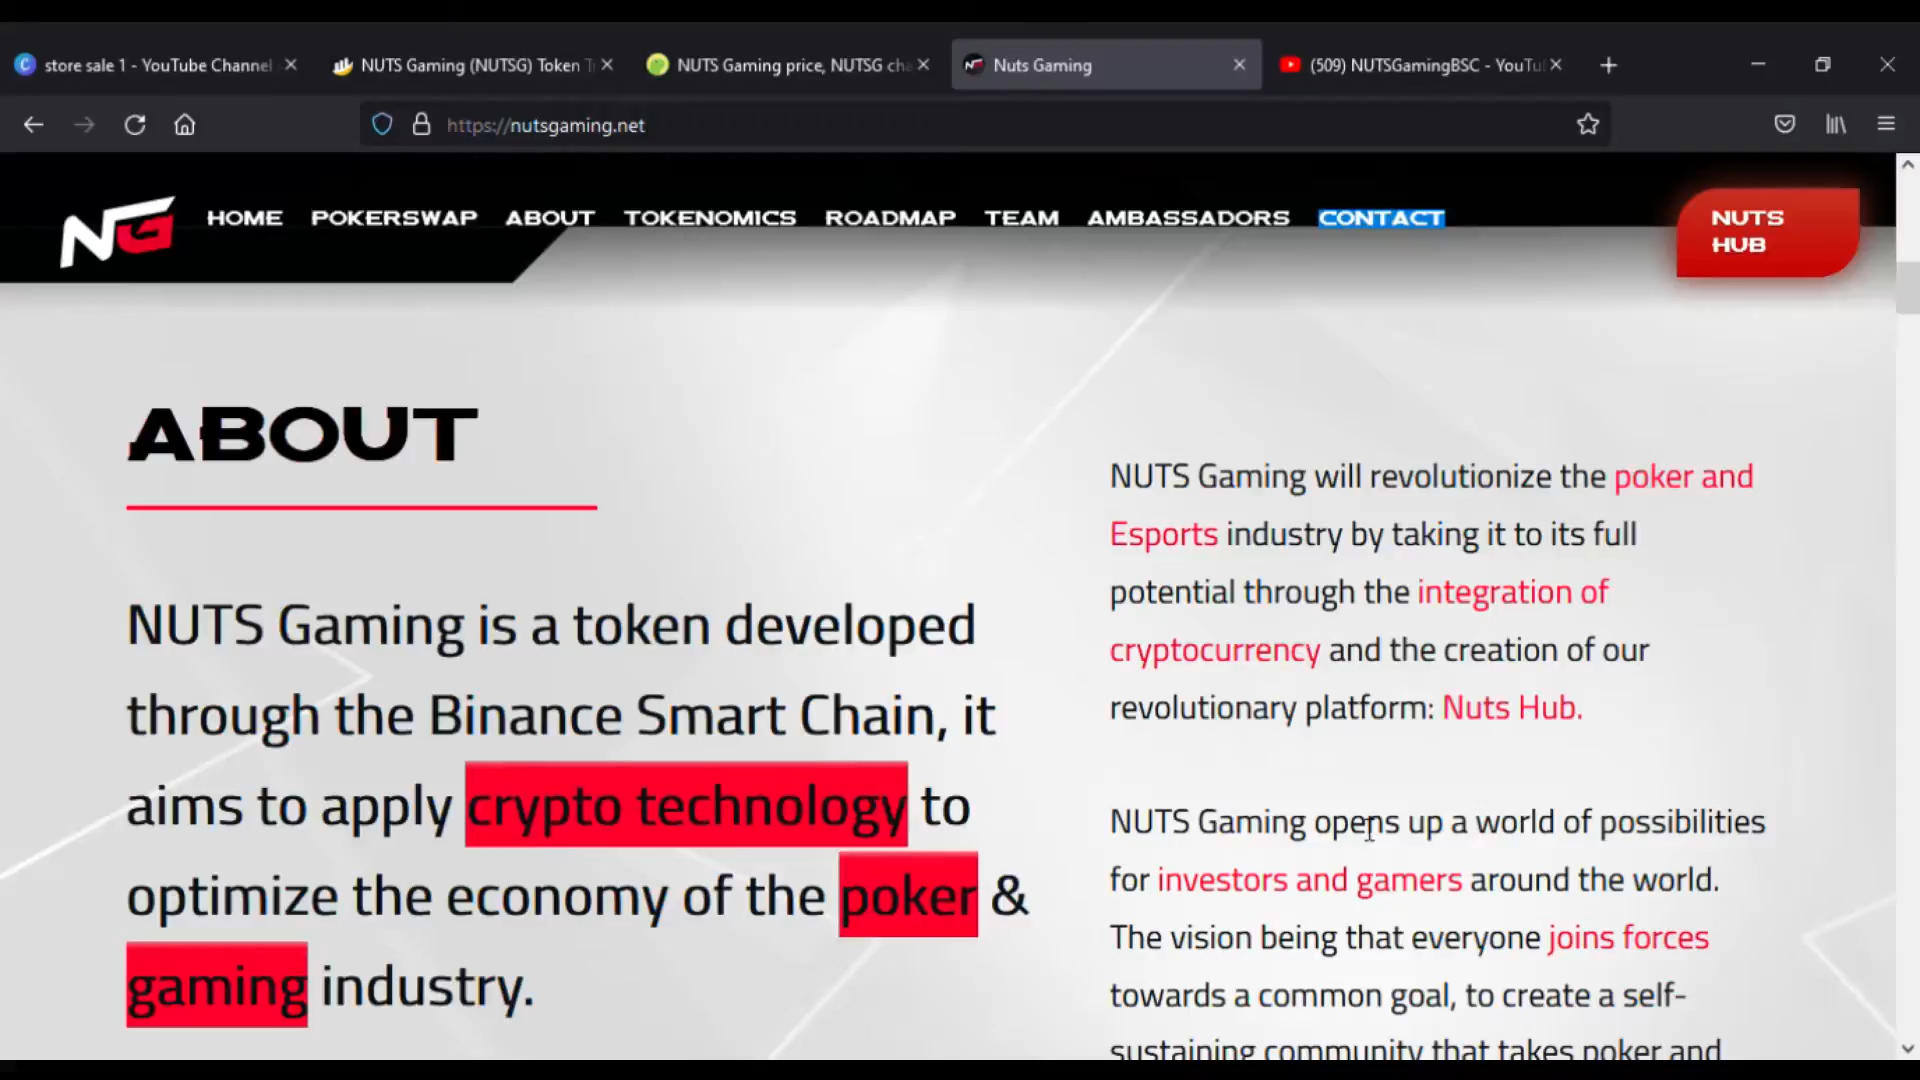 store sale 1 - YouTube Channel
NUTS Gaming (NUTSG) Token
NUTS Gaming price, NUTSG
Nuts Gaming
(509) NUTSGamingBSC - YouTu
https://nutsgaming.net
NG
HOME POKERSWAP ABOUT TOKENOMICS ROADMAP TEAM AMBASSADORS CONTACT
NUTS
HUB
ABOUT
NUTS Gaming is a token developed
through the Binance Smart Chain, it
aims to apply crypto technology to
optimize the economy of the poker &
gaming industry.
NUTS Gaming will revolutionize the poker and
Esports industry by taking it to its full
potential through the integration of
cryptocurrency and the creation of our
revolutionary platform: Nuts Hub.
NUTS Gaming opens up a world of possibilities
for investors and gamers around the world.
The vision being that everyone joins forces
towards a common goal, to create a self-
sustaining community that takes poker and